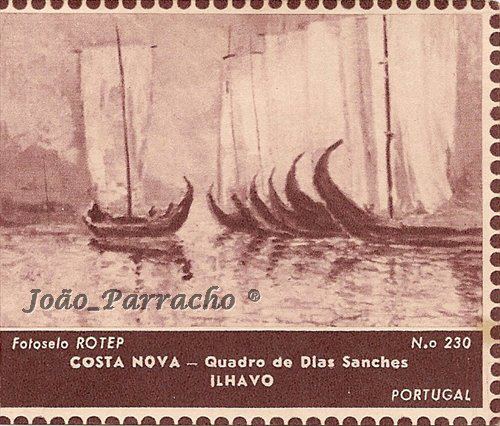 João_Parracho ®
Fotoselo ROTEP N.o 230
COSTA NOVA – Quadro de Dias Sanches
ILHAVO
PORTUGAL